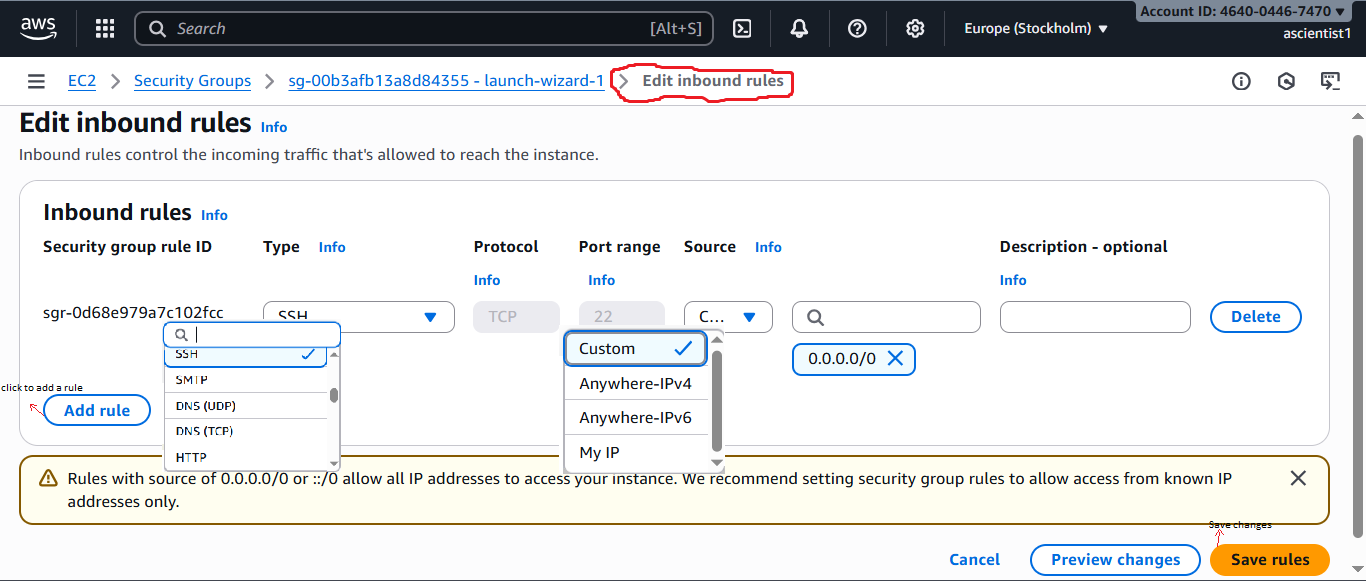 aws
Search [Alt+S]
Europe (Stockholm)
Account ID: 4640-0446-7470
ascientist1
EC2
Security Groups
sg-00b3afb13a8d84355 - launch-wizard-1
Edit inbound rules
Edit inbound rules Info
Inbound rules control the incoming traffic that's allowed to reach the instance.
Inbound rules Info
Security group rule ID Type Info Protocol Info Port range Info Source Info Description - optional Info
sgr-0d68e979a7c102fcc SSH TCP 22 C... Delete
0.0.0.0/0
SSH
SMTP
DNS (UDP)
DNS (TCP)
HTTP
Custom
Anywhere-IPv4
Anywhere-IPv6
My IP
click to add a rule
Add rule
Rules with source of 0.0.0.0/0 or ::/0 allow all IP addresses to access your instance. We recommend setting security group rules to allow access from known IP
addresses only.
Save changes
Cancel Preview changes Save rules